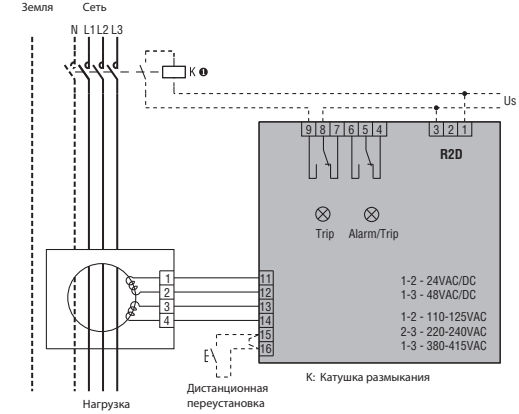 Земля
Сеть
N L1 L2 L3
K ❶
Us
9 8 7 6 5 4
3 2 1
R2D
Trip
Alarm/Trip
1
2
3
4
11
12
13
14
15
16
1-2 - 24VAC/DC
1-3 - 48VAC/DC
1-2 - 110-125VAC
2-3 - 220-240VAC
1-3 - 380-415VAC
E
K: Катушка размыкания
Нагрузка
Дистанционная
переустановка